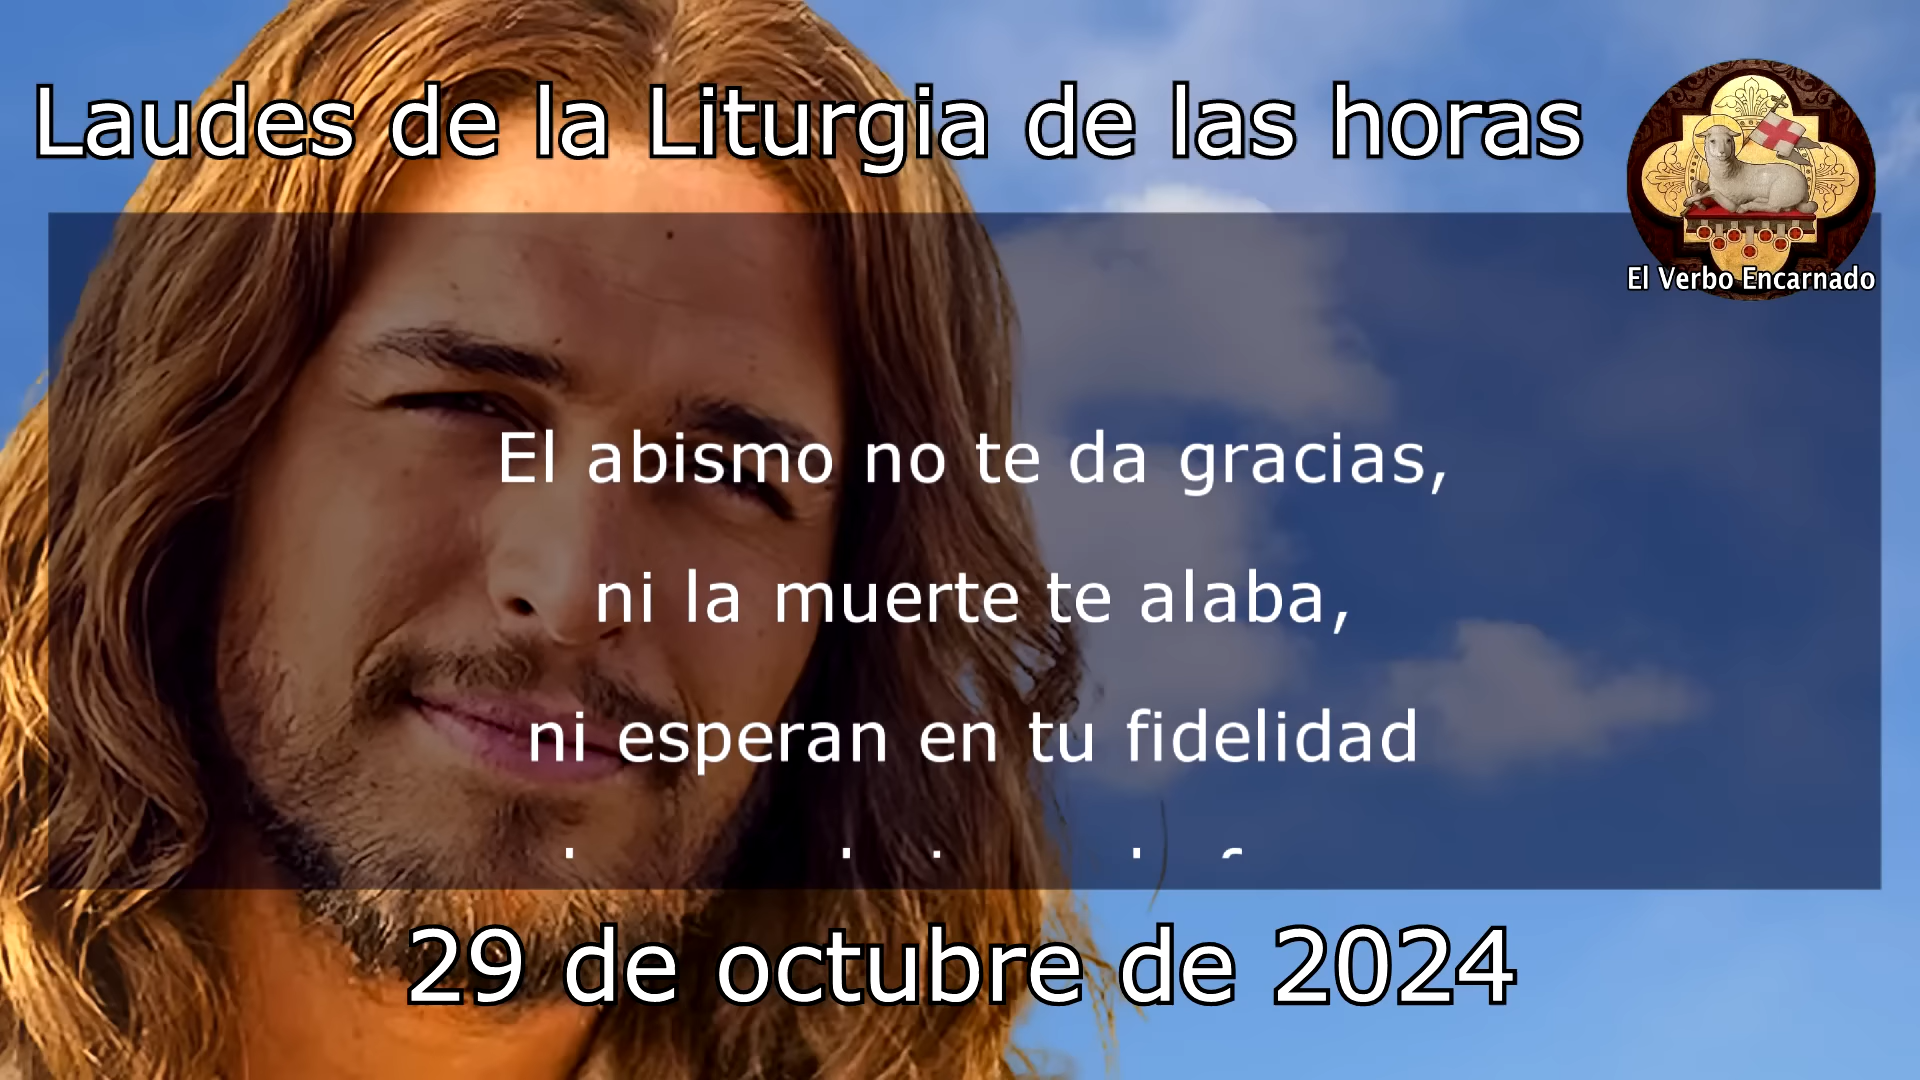 Laudes de la Liturgia de las horas
El Verbo Encarnado
El abismo no te da gracias,
ni la muerte te alaba,
ni esperan en tu fidelidad
29 de octubre de 2024